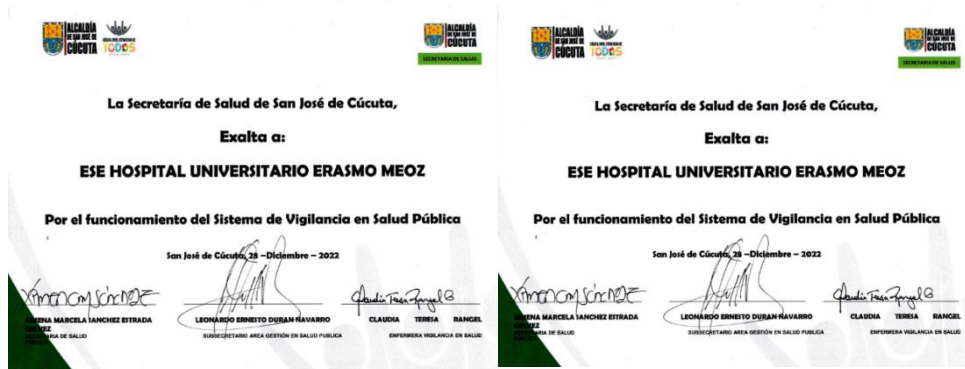 ALCALDÍA
DE SAN JOSÉ DE
CÚCUTA
TODOS
ALCALDÍA
DE SAN JOSÉ DE
CÚCUTA
SECRETARIA DE SALUD
La Secretaría de Salud de San José de Cúcuta,
Exalta a:
ESE HOSPITAL UNIVERSITARIO ERASMO MEOZ
Por el funcionamiento del Sistema de Vigilancia en Salud Pública
San José de Cúcuta, 28 –Diciembre – 2022
MARCELA SANCHEZ ESTRADA
LEONARDO ERNESTO DURAN NAVARRO
CLAUDIA TERESA RANGEL
DE SALUD
SUBSECRETARIO AREA GESTIÓN EN SALUD PUBLICA
ENFERMERA VIGILANCIA EN SALUD
ALCALDÍA
DE SAN JOSÉ DE
CÚCUTA
TODOS
ALCALDÍA
DE SAN JOSÉ DE
CÚCUTA
SECRETARIA DE SALUD
La Secretaría de Salud de San José de Cúcuta,
Exalta a:
ESE HOSPITAL UNIVERSITARIO ERASMO MEOZ
Por el funcionamiento del Sistema de Vigilancia en Salud Pública
San José de Cúcuta, 28 –Diciembre – 2022
MARCELA SANCHEZ ESTRADA
LEONARDO ERNESTO DURAN NAVARRO
CLAUDIA TERESA RANGEL
DE SALUD
SUBSECRETARIO AREA GESTIÓN EN SALUD PUBLICA
ENFERMERA VIGILANCIA EN SALUD